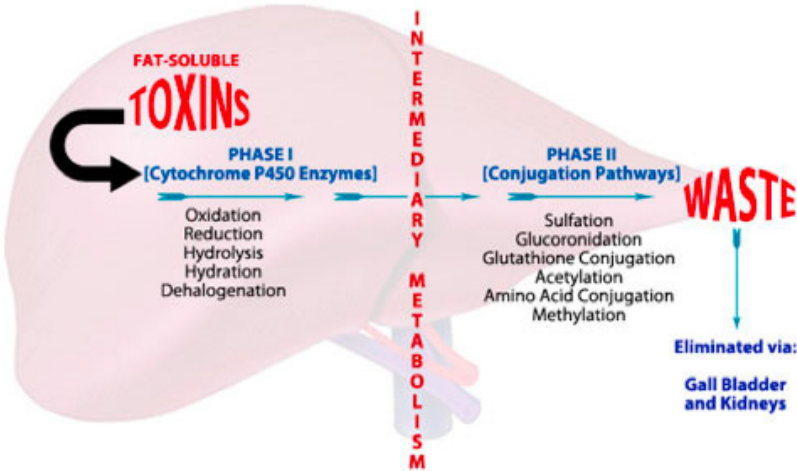 FAT-SOLUBLE
TOXINS
PHASE I
[Cytochrome P450 Enzymes]
Oxidation
Reduction
Hydrolysis
Hydration
Dehalogenation
INTERMEDIARY METABOLISM
PHASE II
[Conjugation Pathways]
Sulfation
Glucoronidation
Glutathione Conjugation
Acetylation
Amino Acid Conjugation
Methylation
WASTE
Eliminated via:
Gall Bladder
and Kidneys